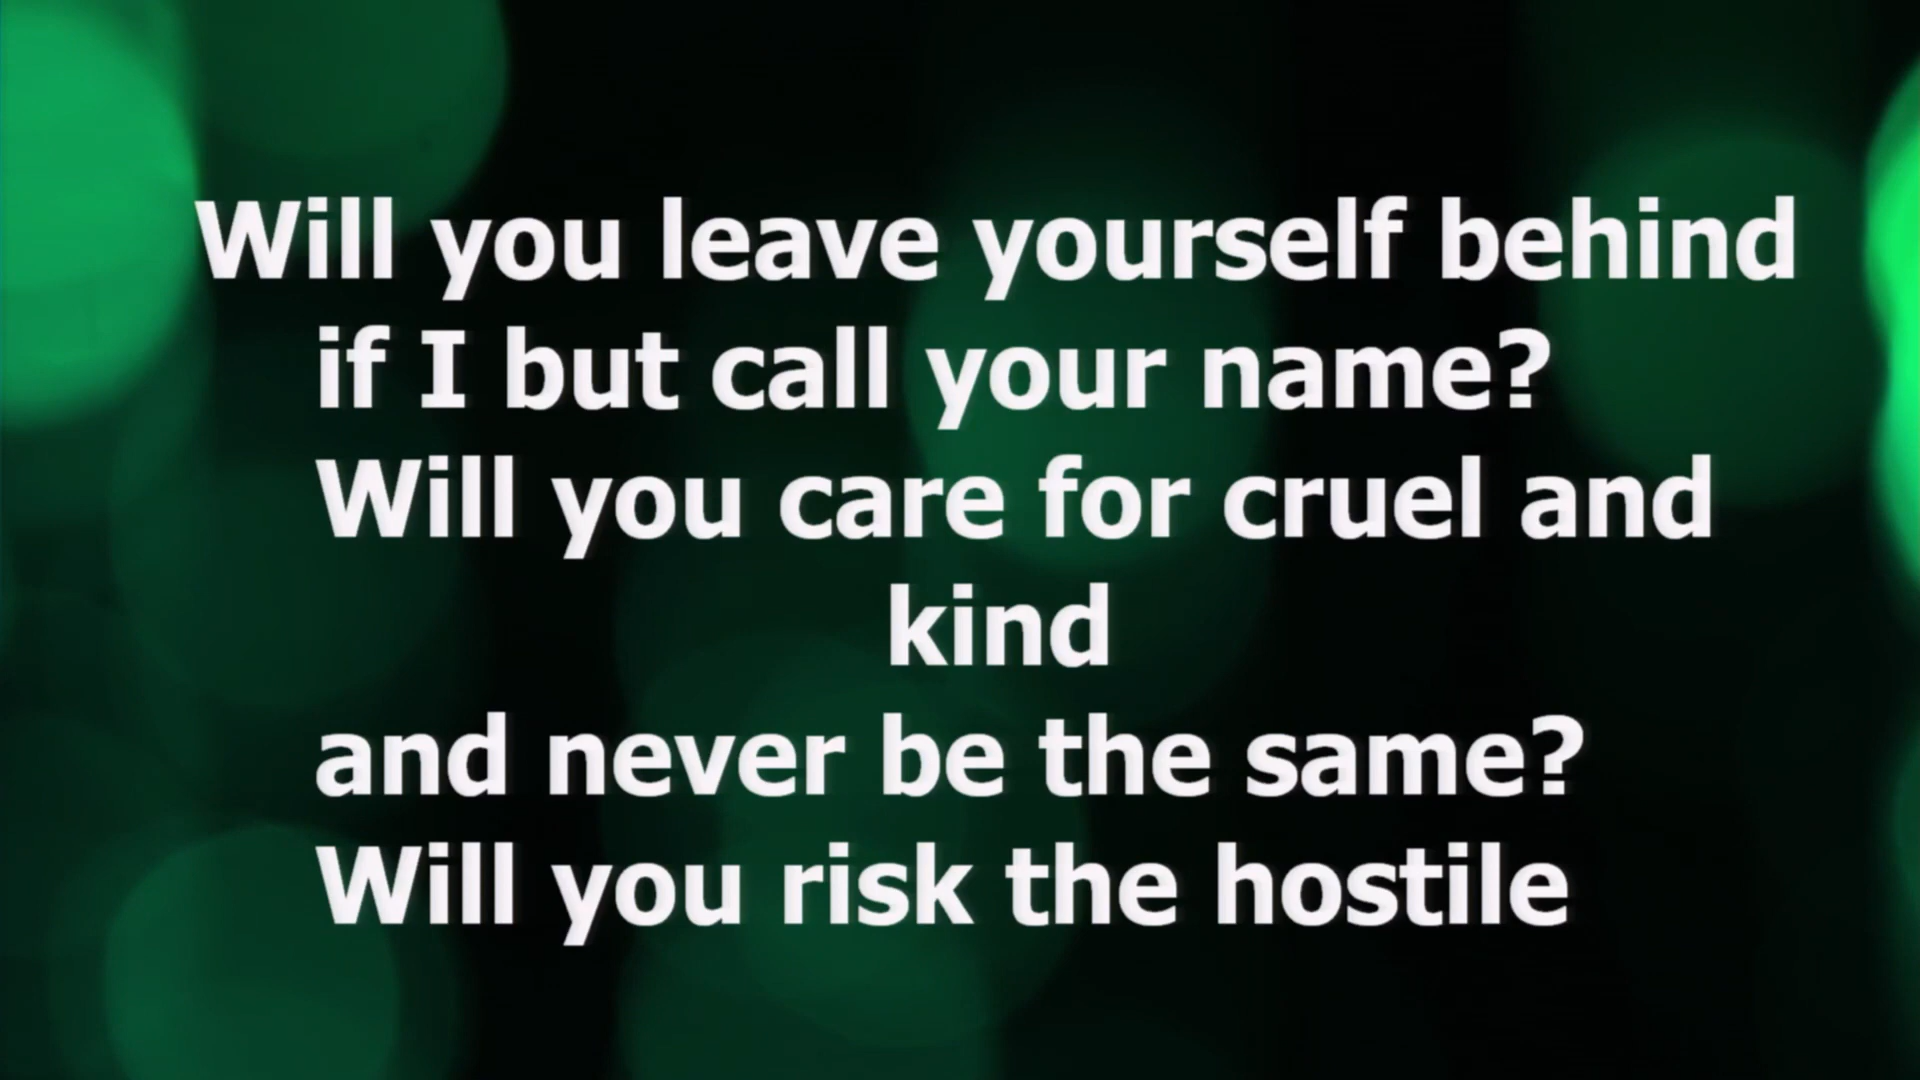 Will you leave yourself behind
if I but call your name?
Will you care for cruel and
kind
and never be the same?
Will you risk the hostile